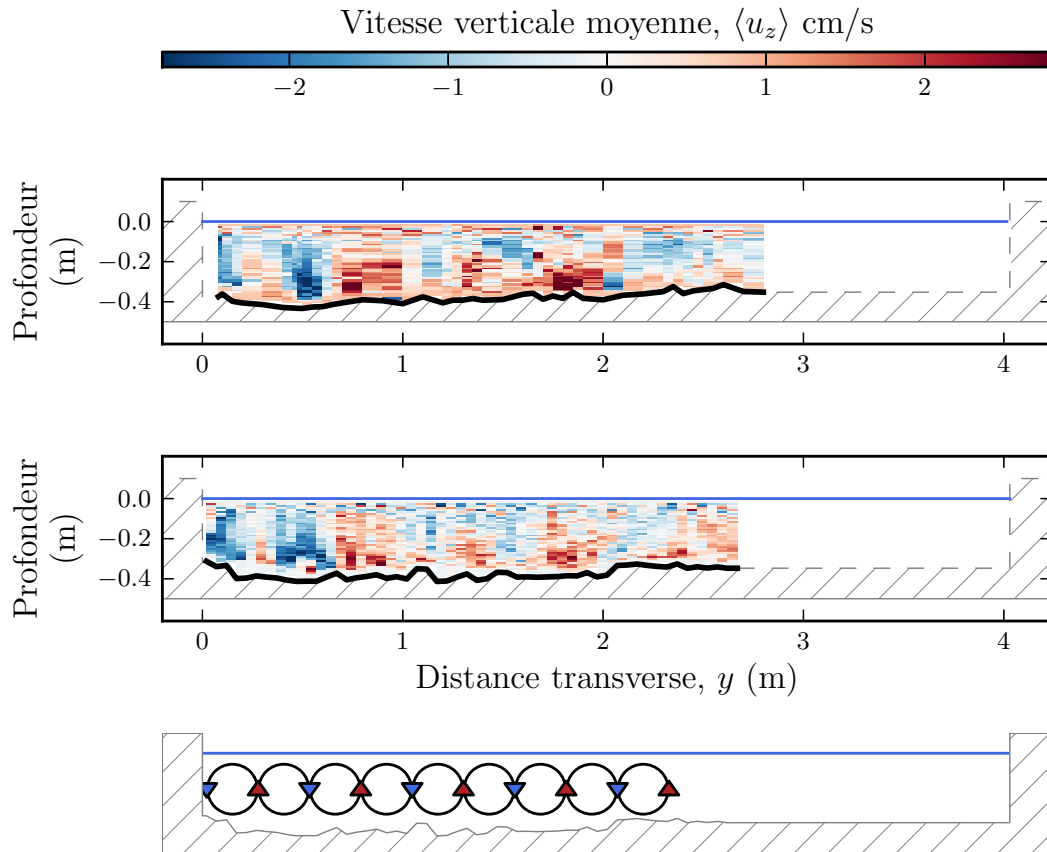 Vitesse verticale moyenne, ⟨u_z⟩ cm/s
−2 −1 0 1 2
Profondeur
(m)
0.0
−0.2
−0.4
0 1 2 3 4
Profondeur
(m)
0.0
−0.2
−0.4
0 1 2 3 4
Distance transverse, y (m)